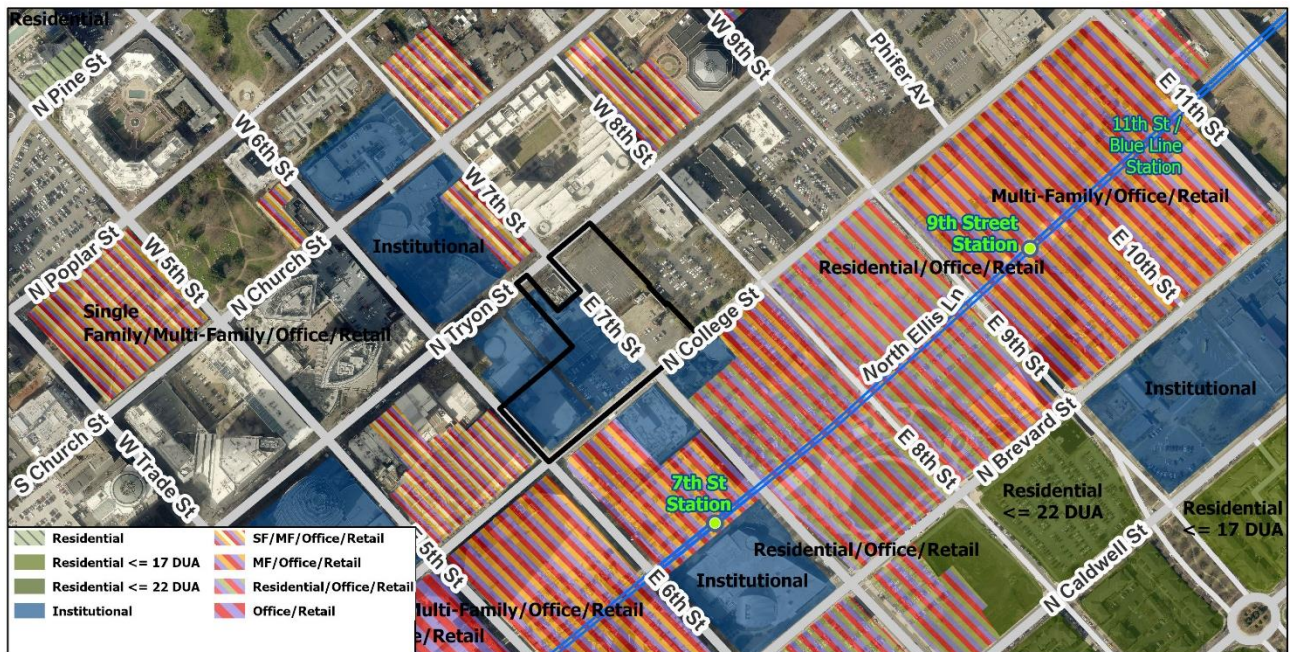 Residential
N Pine St
W 6th St
W 9th St
Phifer Av
E 11th St
11th St /
Blue Line
Station
W 8th St
W 7th St
Multi-Family/Office/Retail
N Poplar St
W 5th St
N Church St
Institutional
9th Street
Station
Residential/Office/Retail
E 10th St
Single
Family/Multi-Family/Office/Retail
N Tryon St
E 7th St
N College St
North Ellis Ln
E 9th St
Institutional
S Church St
W Trade St
E 8th St
N Brevard St
7th St
Station
Residential
<= 22 DUA
Residential
<= 17 DUA
Residential/Office/Retail
Institutional
N Caldwell St
5th St
E 6th St
Multi-Family/Office/Retail
e/Retail
Residential
Residential <= 17 DUA
Residential <= 22 DUA
Institutional
SF/MF/Office/Retail
MF/Office/Retail
Residential/Office/Retail
Office/Retail